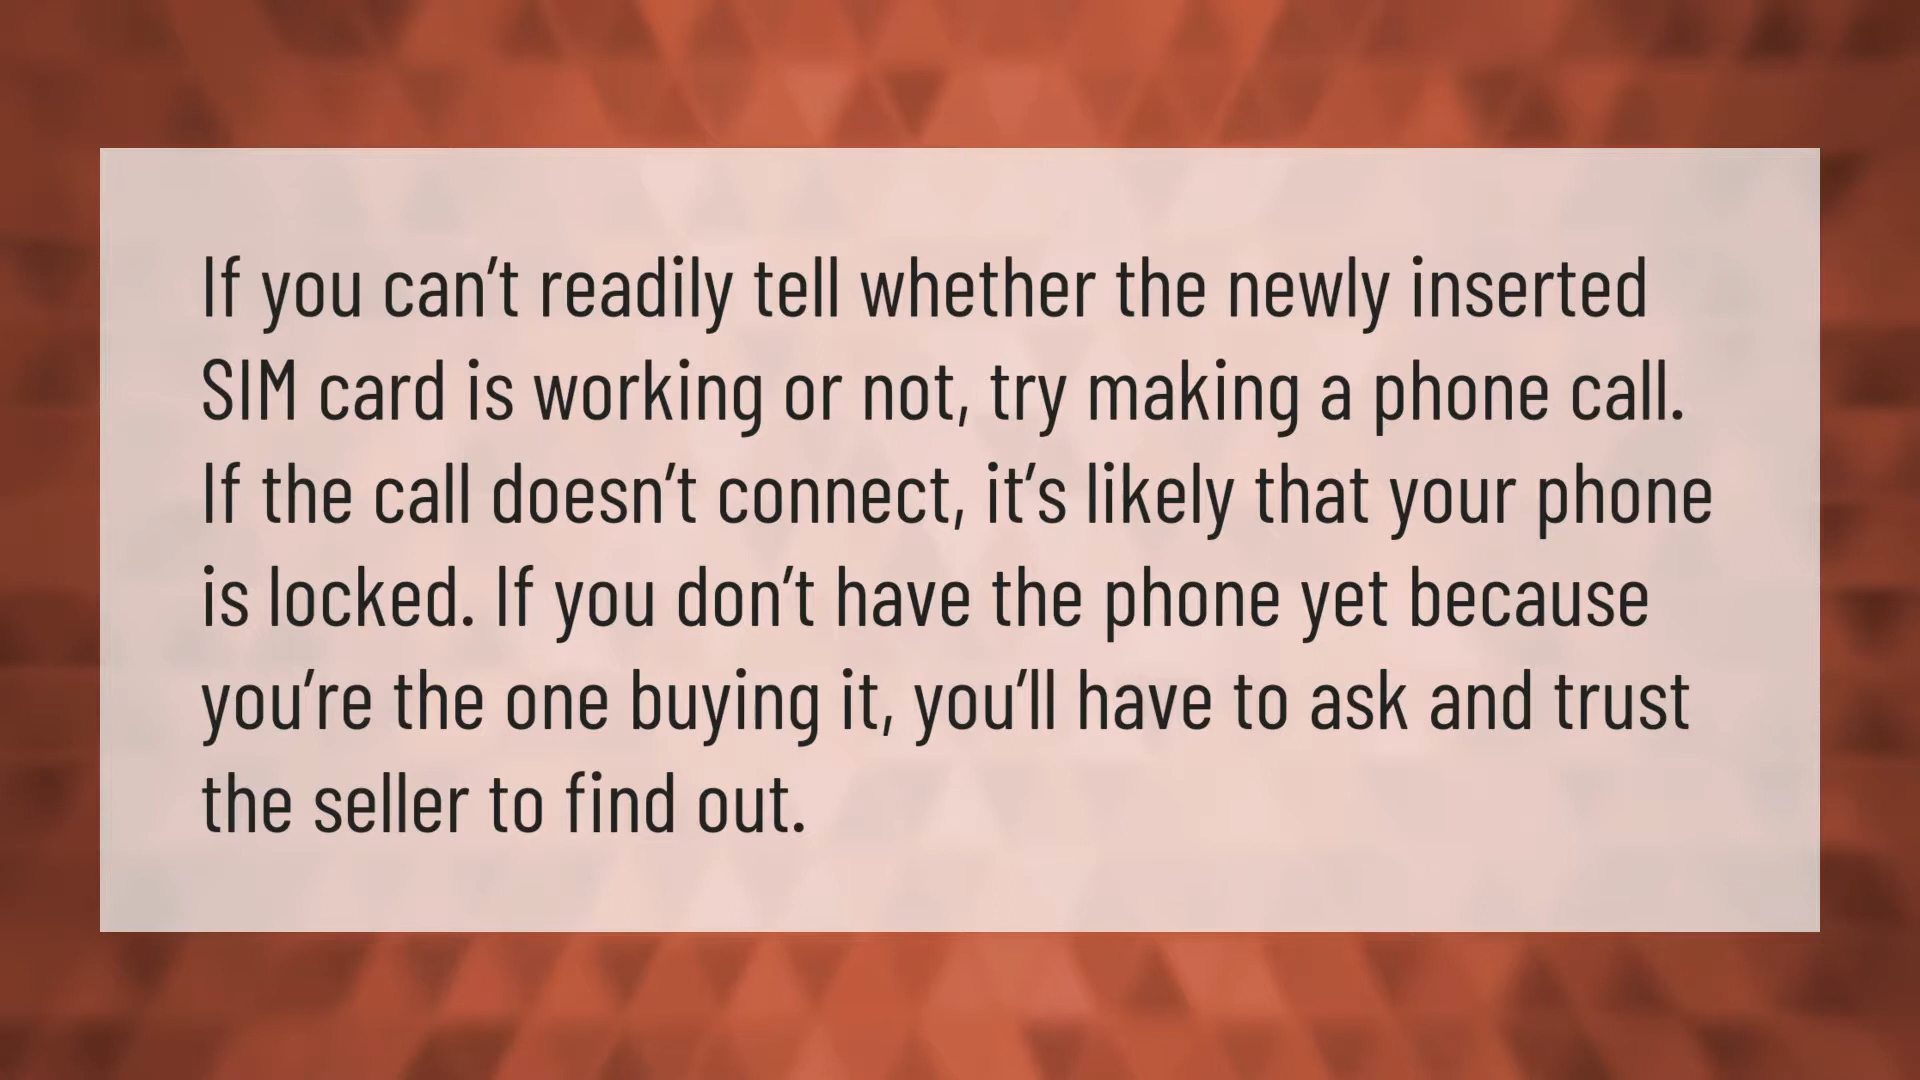 If you can’t readily tell whether the newly inserted
SIM card is working or not, try making a phone call.
If the call doesn’t connect, it’s likely that your phone
is locked. If you don’t have the phone yet because
you’re the one buying it, you’ll have to ask and trust
the seller to find out.